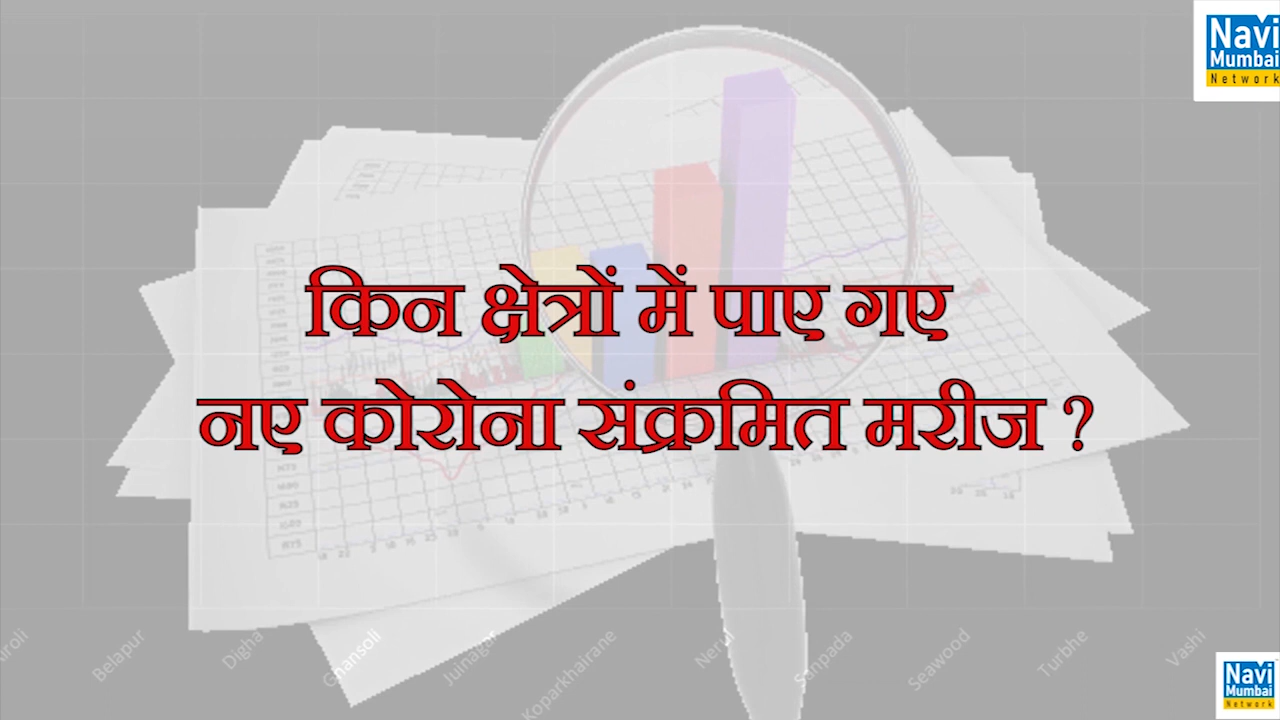 Navi
Mumbai
Network
किन क्षेत्रों में पाए गए
नए कोरोना संक्रमित मरीज ?
Belapur
Digha
Ghansoli
Juinagar
Koparkhairane
Nerul
Sanpada
Seawood
Turbhe
Vashi
Navi
Mumbai
Network